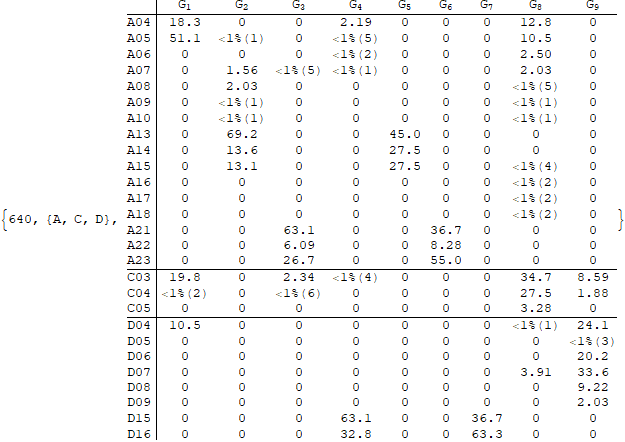 G1 G2 G3 G4 G5 G6 G7 G8 G9
A04 18.3 0 0 2.19 0 0 0 12.8 0
A05 51.1 <1%(1) 0 <1%(5) 0 0 0 10.5 0
A06 0 0 0 <1%(2) 0 0 0 2.50 0
A07 0 1.56 <1%(5) <1%(1) 0 0 0 2.03 0
A08 0 2.03 0 0 0 0 0 <1%(5) 0
A09 0 <1%(1) 0 0 0 0 0 <1%(1) 0
A10 0 <1%(1) 0 0 0 0 0 <1%(1) 0
A13 0 69.2 0 0 45.0 0 0 0 0
A14 0 13.6 0 0 27.5 0 0 0 0
A15 0 13.1 0 0 27.5 0 0 <1%(4) 0
A16 0 0 0 0 0 0 0 <1%(2) 0
A17 0 0 0 0 0 0 0 <1%(2) 0
{640, {A, C, D}, A18 0 0 0 0 0 0 0 <1%(2) 0 }
A21 0 0 63.1 0 0 36.7 0 0 0
A22 0 0 6.09 0 0 8.28 0 0 0
A23 0 0 26.7 0 0 55.0 0 0 0
C03 19.8 0 2.34 <1%(4) 0 0 0 34.7 8.59
C04 <1%(2) 0 <1%(6) 0 0 0 0 27.5 1.88
C05 0 0 0 0 0 0 0 3.28 0
D04 10.5 0 0 0 0 0 0 <1%(1) 24.1
D05 0 0 0 0 0 0 0 0 <1%(3)
D06 0 0 0 0 0 0 0 0 20.2
D07 0 0 0 0 0 0 0 3.91 33.6
D08 0 0 0 0 0 0 0 0 9.22
D09 0 0 0 0 0 0 0 0 2.03
D15 0 0 0 63.1 0 0 36.7 0 0
D16 0 0 0 32.8 0 0 63.3 0 0